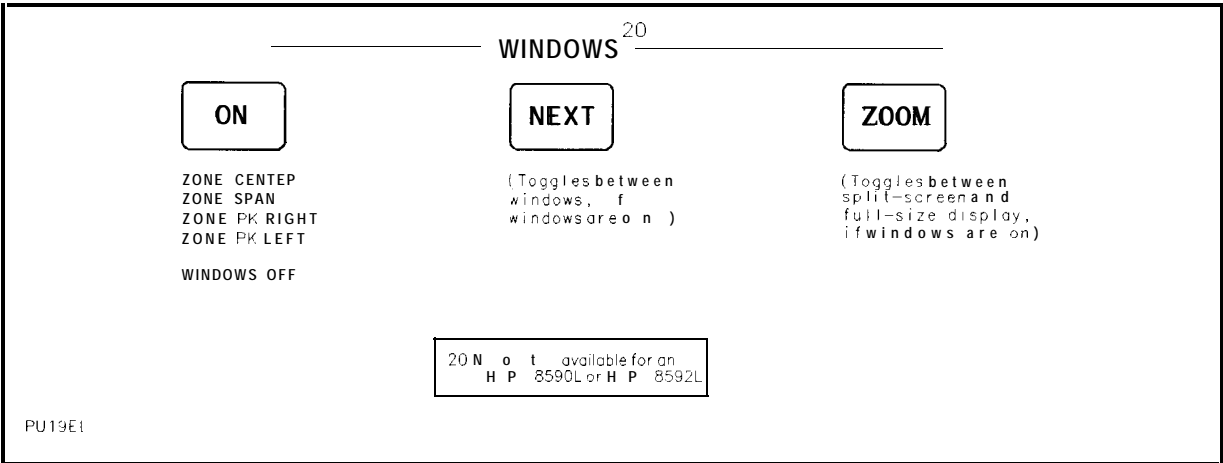 WINDOWS 20
ON
ZONE CENTEP
ZONE SPAN
ZONE PK RIGHT
ZONE PK LEFT
WINDOWS OFF
NEXT
(Toggles between
windows, f
windows are on)
ZOOM
(Toggles between
split-screen and
full-size display,
if windows are on)
20 Not available for an
HP 8590L or HP 8592L